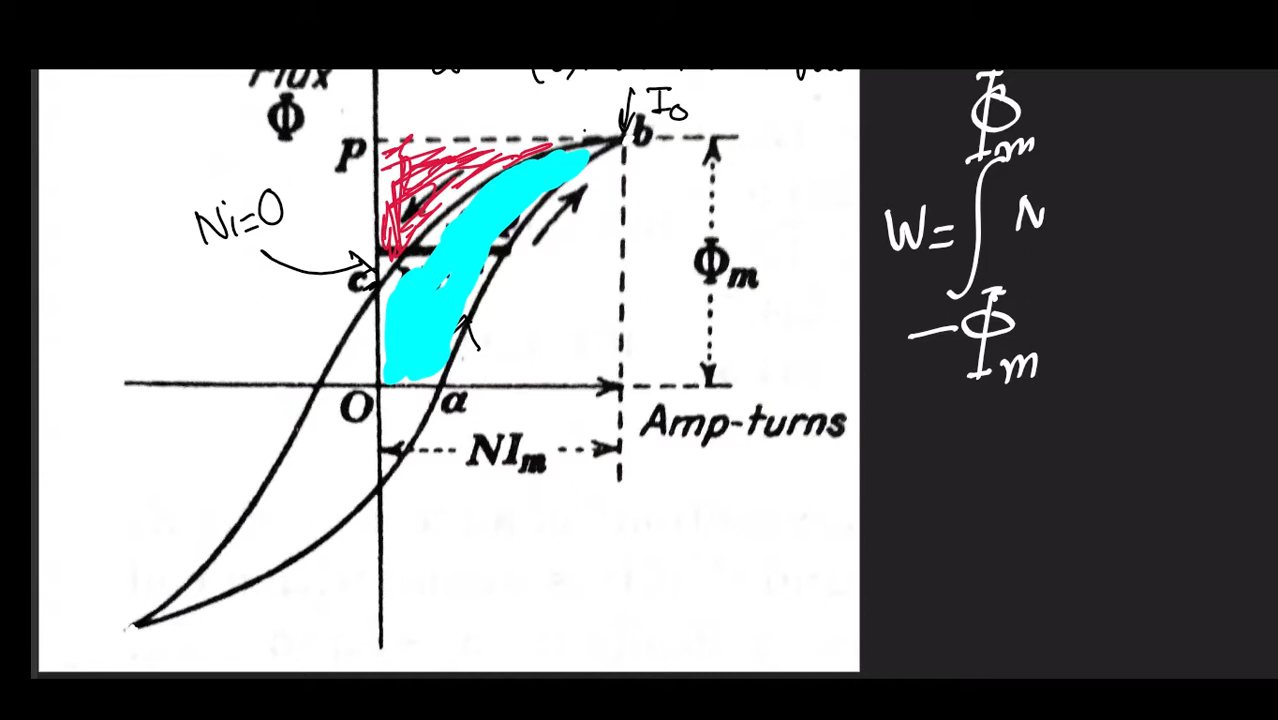 Flux
Φ
I₀
b
p
Ni=0
c
Φm
O
a
Amp-turns
NIm
Φm
W= ∫ N
-Φm